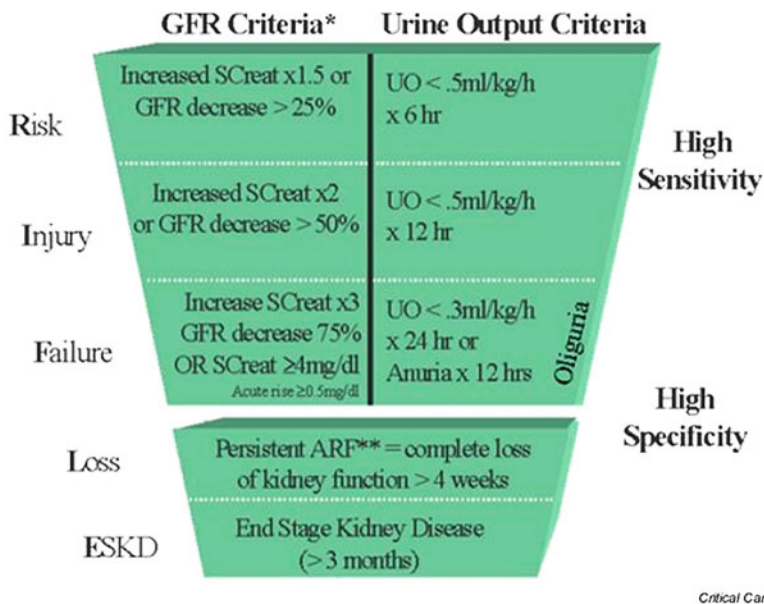 GFR Criteria* Urine Output Criteria
Risk
Increased SCreat x1.5 or
GFR decrease > 25%
UO < .5ml/kg/h
x 6 hr
High
Sensitivity
Injury
Increased SCreat x2
or GFR decrease > 50%
UO < .5ml/kg/h
x 12 hr
Failure
Increase SCreat x3
GFR decrease 75%
OR SCreat ≥4mg/dl
Acute rise ≥0.5mg/dl
UO < .3ml/kg/h
x 24 hr or
Anuria x 12 hrs
Oliguria
High
Specificity
Loss
Persistent ARF** = complete loss
of kidney function > 4 weeks
ESKD
End Stage Kidney Disease
(> 3 months)
Critical Car